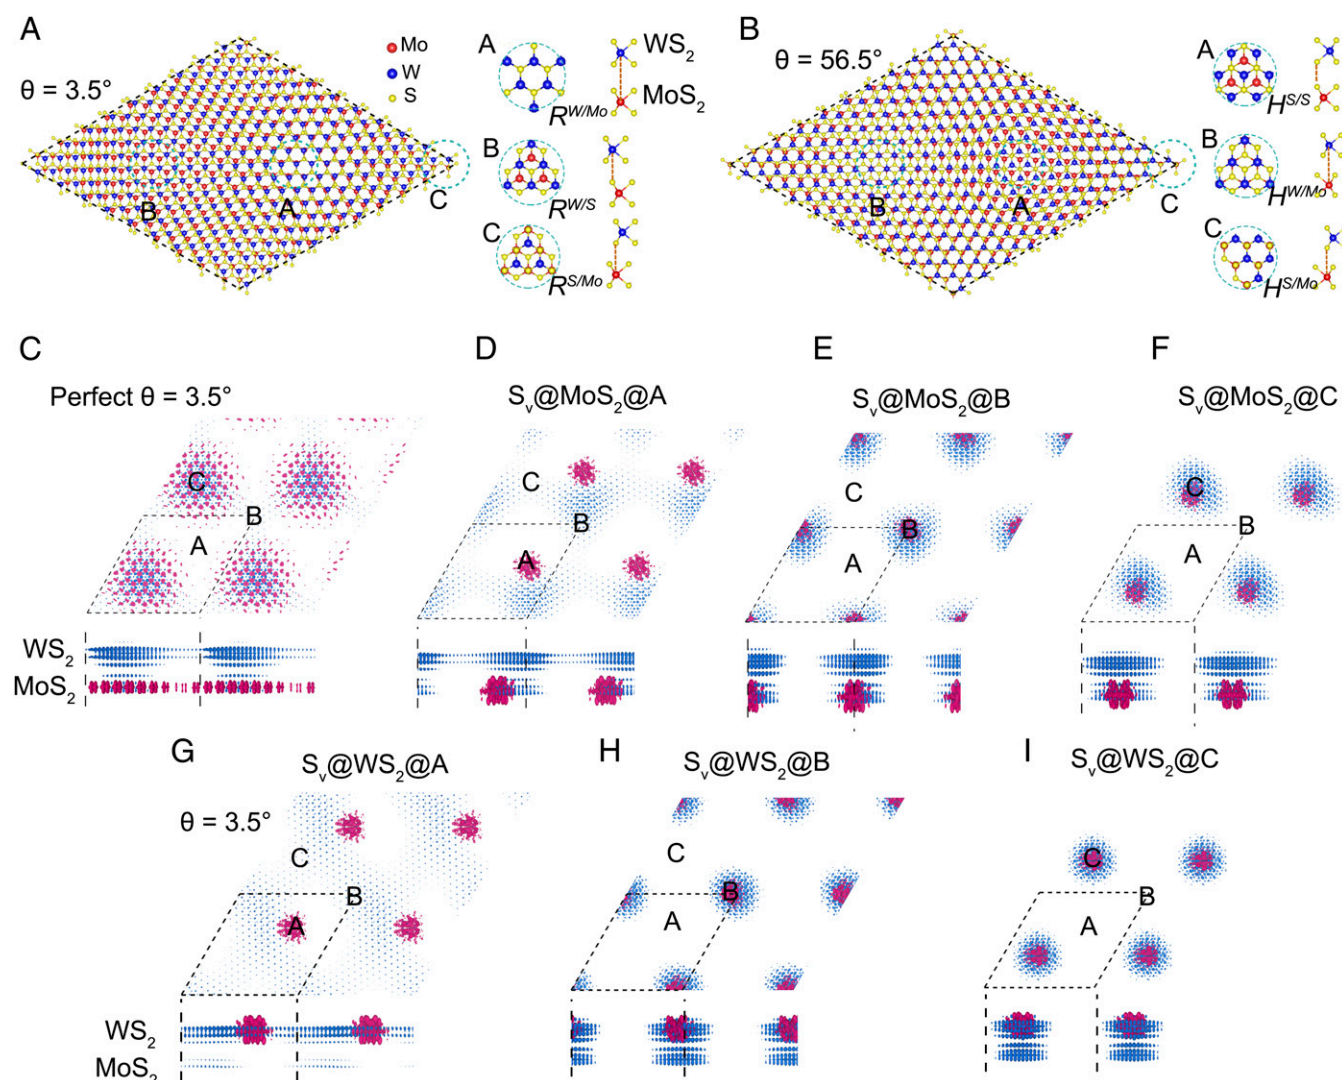 A
θ = 3.5°
Mo
W
S
B
A
C
A
R^W/Mo
WS₂
MoS₂
B
R^W/S
C
R^S/Mo
B
θ = 56.5°
B
A
C
A
H^S/S
B
H^W/Mo
C
H^S/Mo
C
Perfect θ = 3.5°
C
B
A
WS₂
MoS₂
D
Sᵥ@MoS₂@A
C
B
A
E
Sᵥ@MoS₂@B
C
B
A
F
Sᵥ@MoS₂@C
C
B
A
G
Sᵥ@WS₂@A
θ = 3.5°
C
B
A
WS₂
MoS₂
H
Sᵥ@WS₂@B
C
B
A
I
Sᵥ@WS₂@C
C
B
A